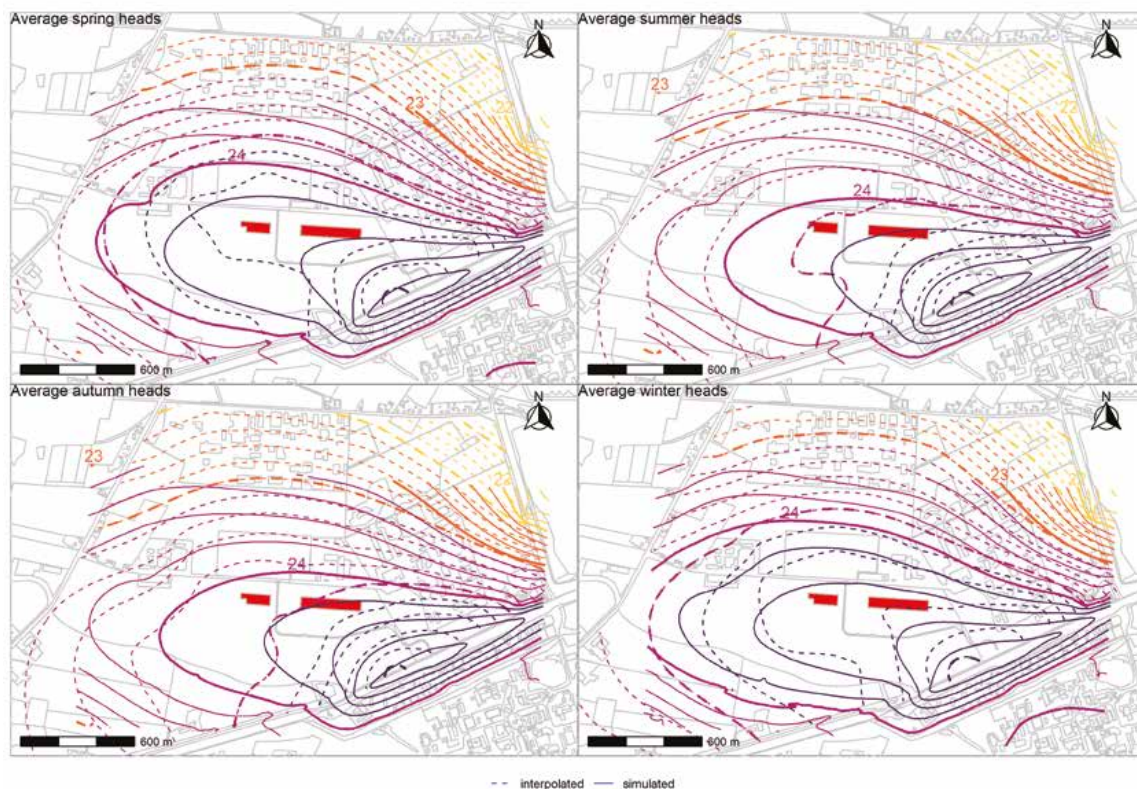 Average spring heads
N
23
24
600 m
Average summer heads
N
23
22
24
600 m
Average autumn heads
N
23
22
24
600 m
Average winter heads
N
23
22
24
600 m
interpolated simulated